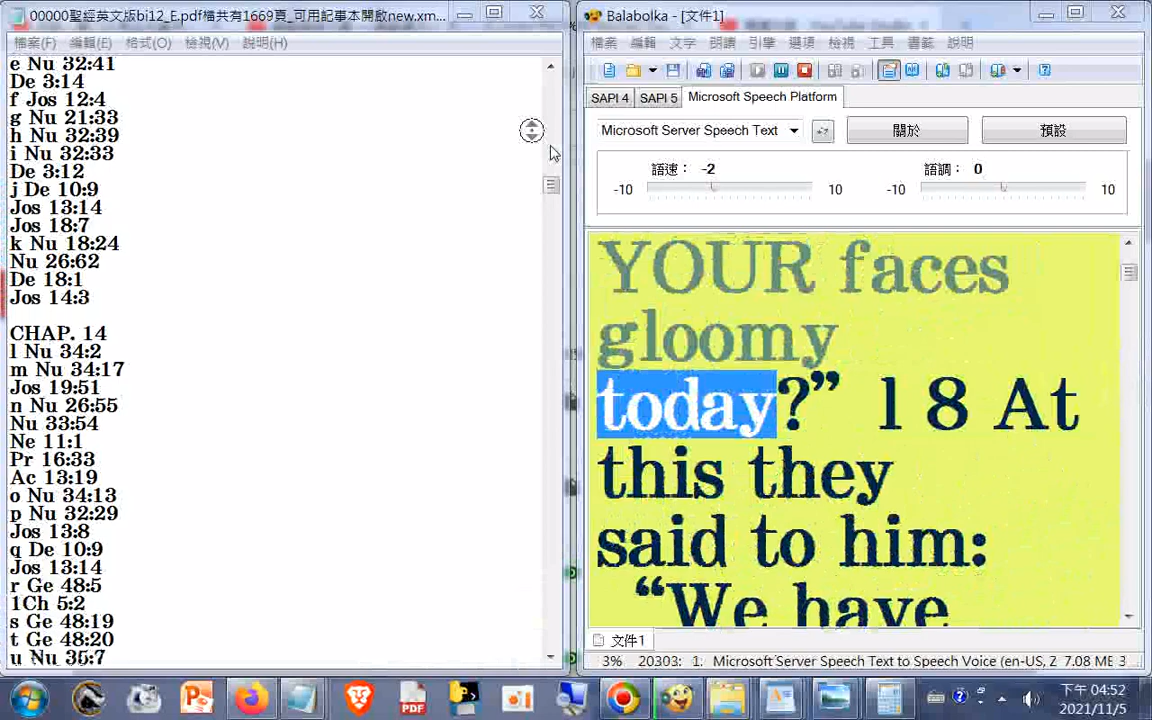 00000聖經英文版bi12_E.pdf檔共有1669頁_可用記事本開啟new.xm...
檔案(F) 編輯(E) 格式(O) 檢視(V) 說明(H)
e Nu 32:41
De 3:14
f Jos 12:4
g Nu 21:33
h Nu 32:39
i Nu 32:33
De 3:12
j De 10:9
Jos 13:14
Jos 18:7
k Nu 18:24
Nu 26:62
De 18:1
Jos 14:3
CHAP. 14
l Nu 34:2
m Nu 34:17
Jos 19:51
n Nu 26:55
Nu 33:54
Ne 11:1
Pr 16:33
Ac 13:19
o Nu 34:13
p Nu 32:29
Jos 13:8
q De 10:9
Jos 13:14
r Ge 48:5
1Ch 5:2
s Ge 48:19
t Ge 48:20
u Nu 35:7
Balabolka - [文件1]
檔案 編輯 文字 朗讀 引擎 選項 檢視 工具 書籤 說明
SAPI 4 SAPI 5 Microsoft Speech Platform
Microsoft Server Speech Text 關於 預設
語速： -2 語調： 0
-10 10 -10 10
YOUR faces
gloomy
today?” 1 8 At
this they
said to him:
“We have
文件1
3% 20303: 1. Microsoft Server Speech Text to Speech Voice (en-US, Z 7.08 ME 3
PDF
下午 04:52
2021/11/5